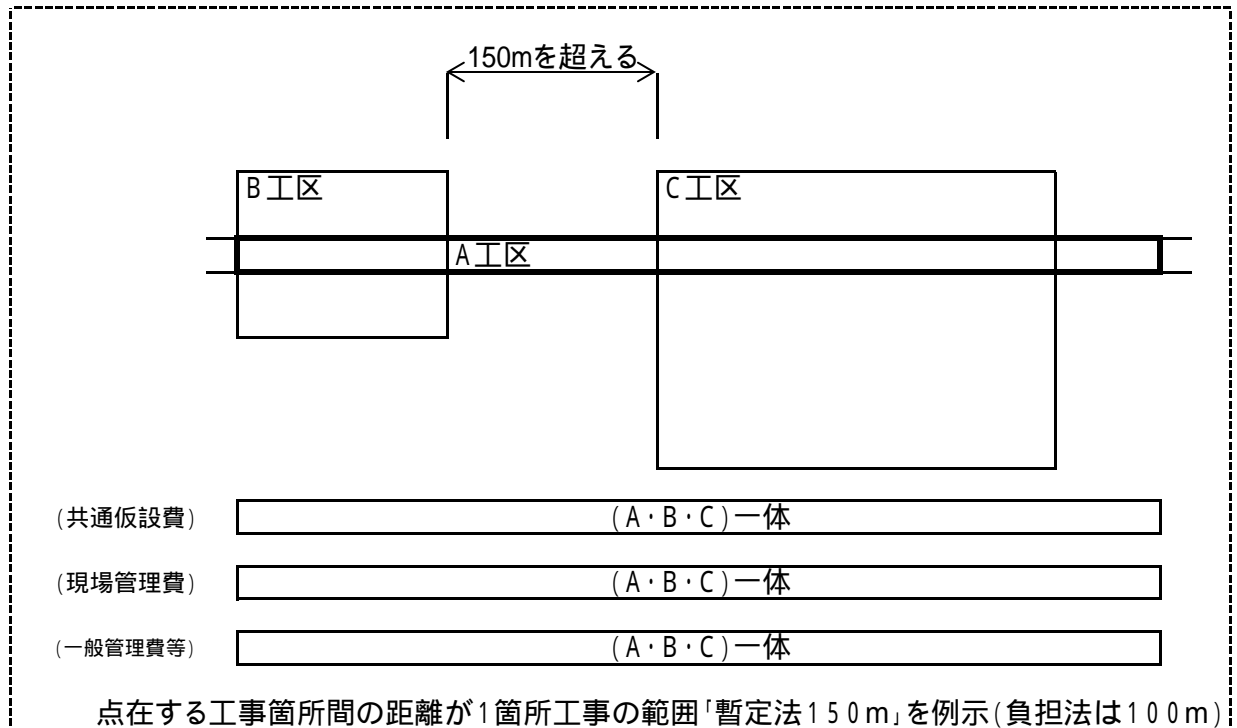 150mを超える
B工区
C工区
A工区
(共通仮設費) (A・B・C)一体
(現場管理費) (A・B・C)一体
(一般管理費等) (A・B・C)一体
点在する工事箇所間の距離が1箇所工事の範囲「暫定法150m」を例示(負担法は100m)